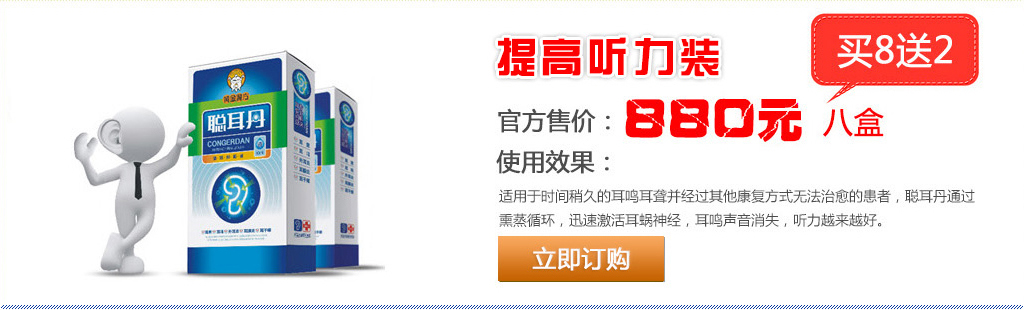 提高听力装
买8送2
官方售价：880元 八盒
使用效果：
适用于时间稍久的耳鸣耳聋并经过其他康复方式无法治愈的患者，聪耳丹通过
熏蒸循环，迅速激活耳蜗神经，耳鸣声音消失，听力越来越好。
立即订购
聪耳丹
CONGERDAN